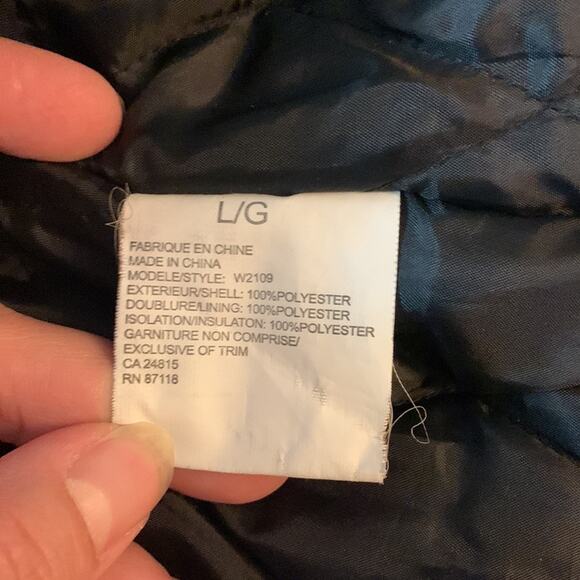 L/G
FABRIQUE EN CHINE
MADE IN CHINA
MODELE/STYLE: W2109
EXTERIEUR/SHELL: 100%POLYESTER
DOUBLURE/LINING: 100%POLYESTER
ISOLATION/INSULATON: 100%POLYESTER
GARNITURE NON COMPRISE/
EXCLUSIVE OF TRIM
CA 24815
RN 87118